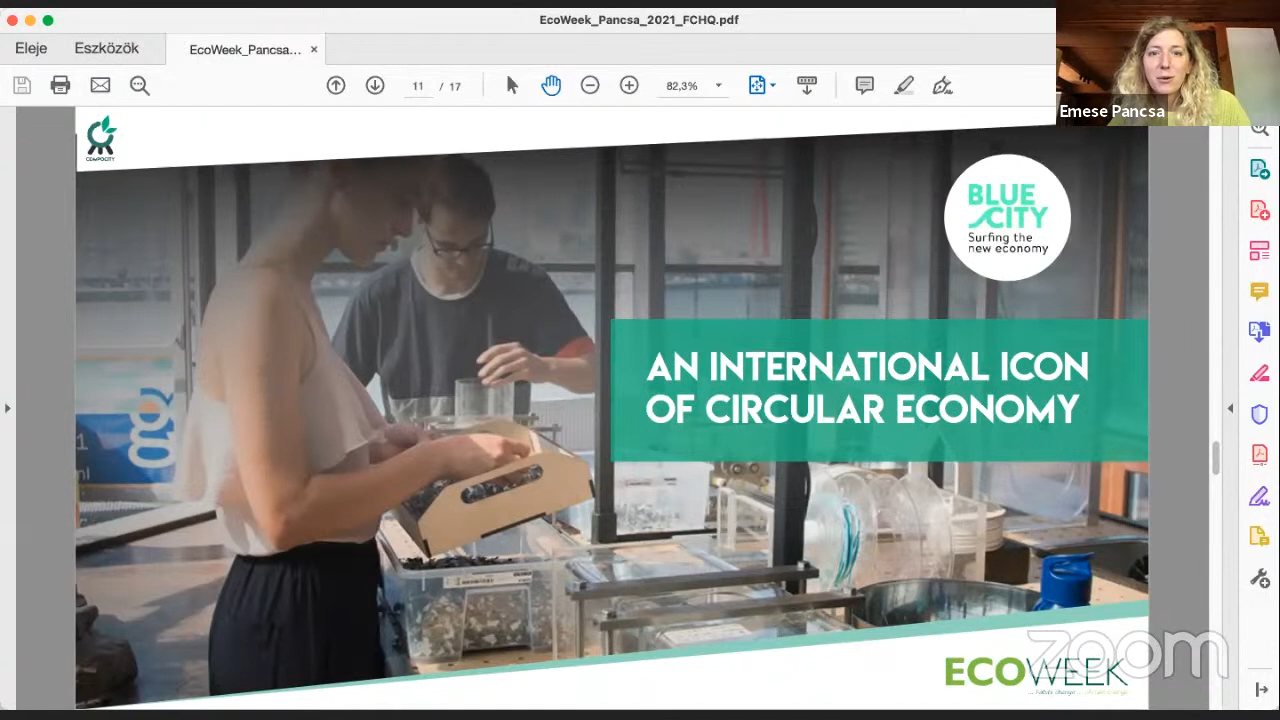 EcoWeek_Pancsa_2021_FCHQ.pdf
Eleje
Eszközök
EcoWeek_Pancsa... ×
11 / 17
82,3%
Emese Pancsa
COMPOCITY
BLUE
CITY
Surfing the
new economy
AN INTERNATIONAL ICON
OF CIRCULAR ECONOMY
zoom
ECOWEEK